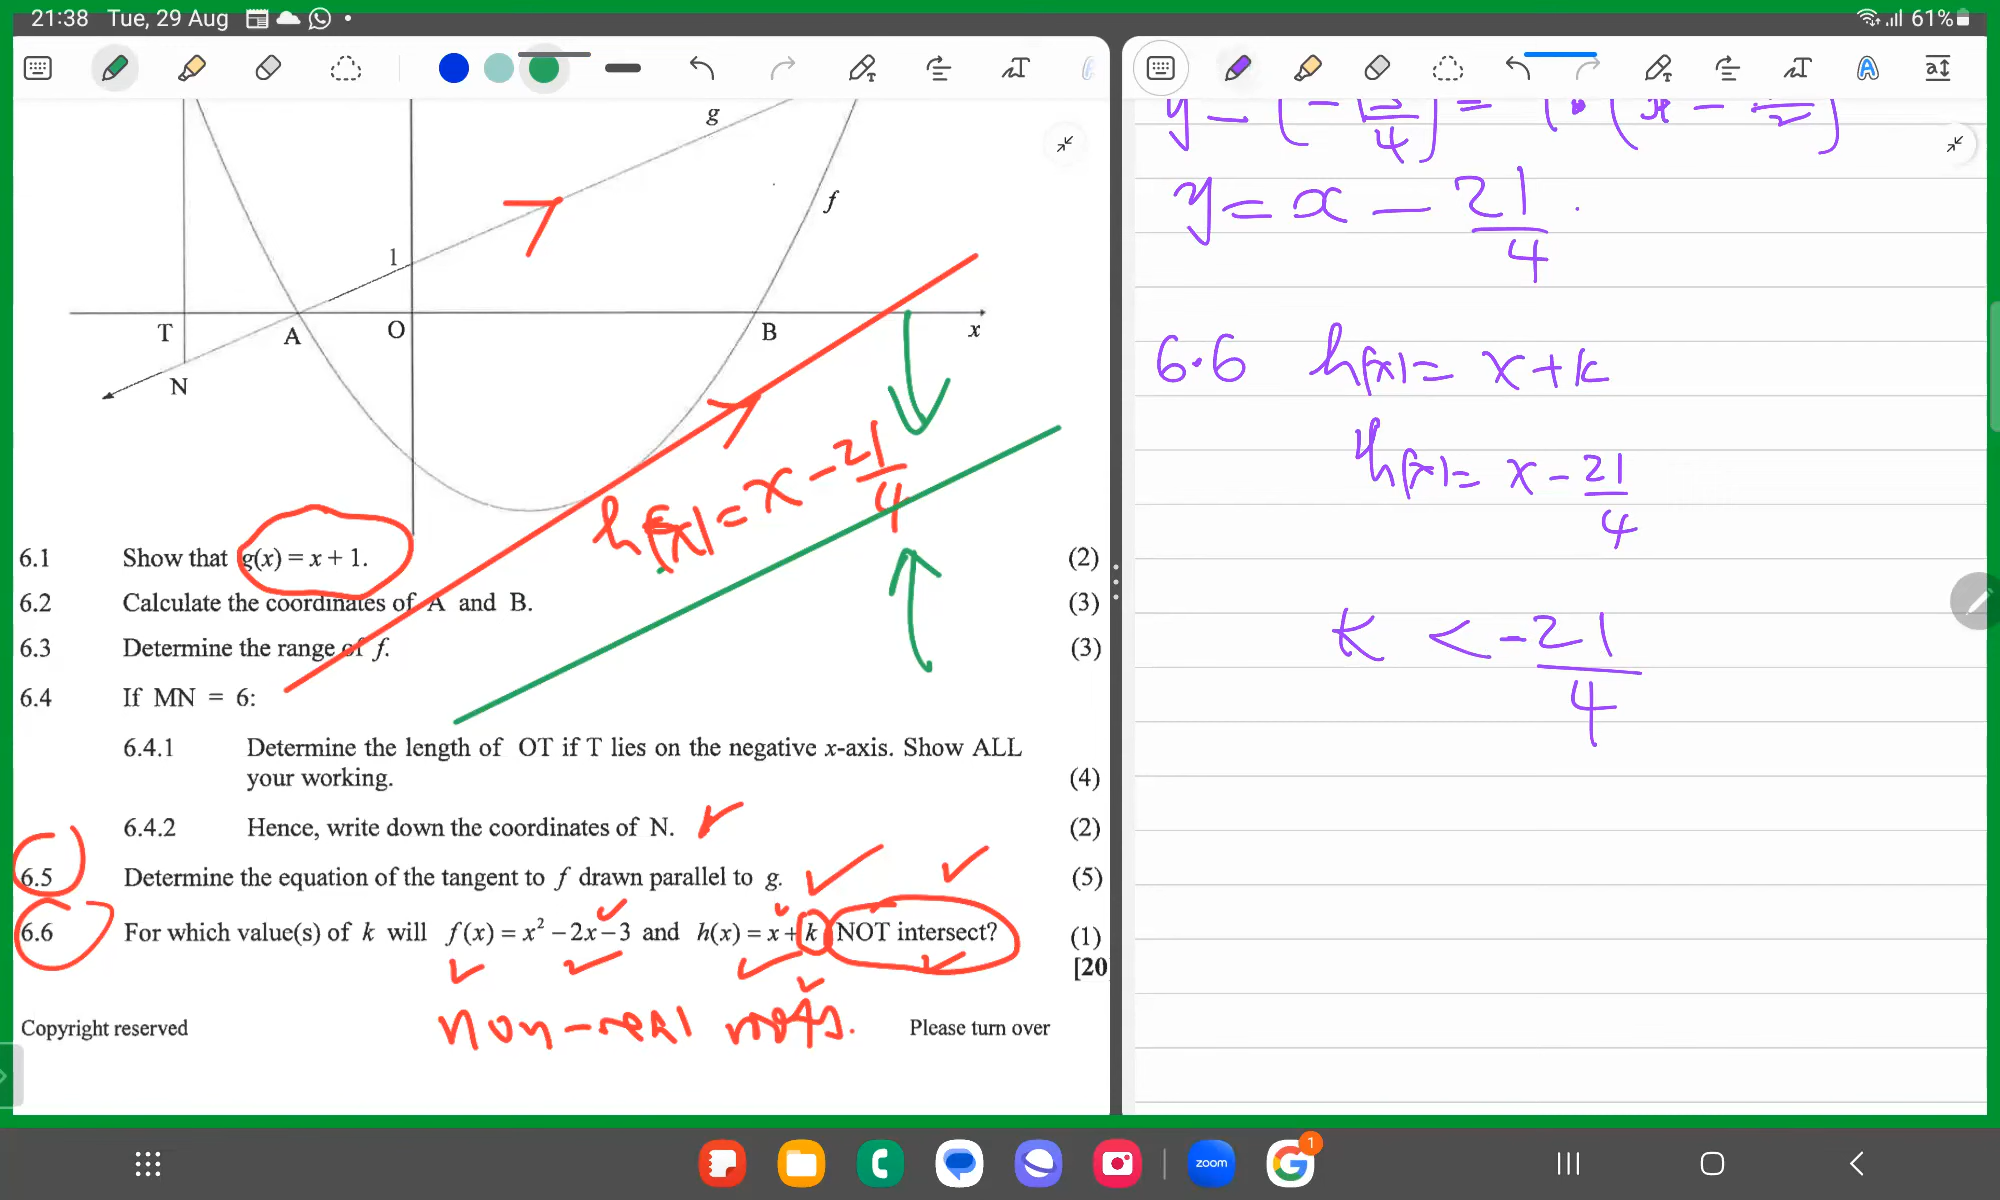 21:38 Tue, 29 Aug
61%
g
f
1
T
A
O
B
x
N
h(x) = x - 21/4
6.1 Show that g(x) = x + 1. (2)
6.2 Calculate the coordinates of A and B. (3)
6.3 Determine the range of f. (3)
6.4 If MN = 6:
6.4.1 Determine the length of OT if T lies on the negative x-axis. Show ALL
your working. (4)
6.4.2 Hence, write down the coordinates of N. (2)
6.5 Determine the equation of the tangent to f drawn parallel to g. (5)
6.6 For which value(s) of k will f(x) = x² – 2x – 3 and h(x) = x + k NOT intersect? (1)
[20
non-real roots.
Copyright reserved Please turn over
y = x - 21/4
6.6 h(x) = x + k
h(x) = x - 21/4
k < -21/4
zoom
1